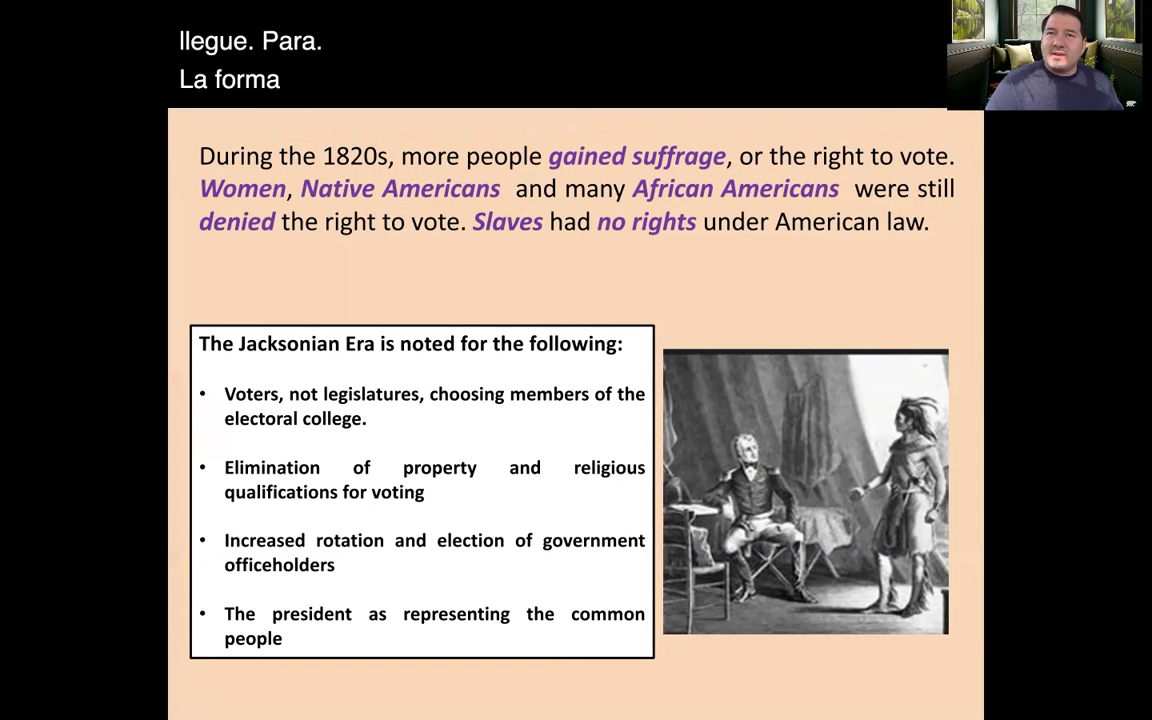 llegue. Para.
La forma
During the 1820s, more people gained suffrage, or the right to vote.
Women, Native Americans and many African Americans were still
denied the right to vote. Slaves had no rights under American law.
The Jacksonian Era is noted for the following:
• Voters, not legislatures, choosing members of the
electoral college.
• Elimination of property and religious
qualifications for voting
• Increased rotation and election of government
officeholders
• The president as representing the common
people